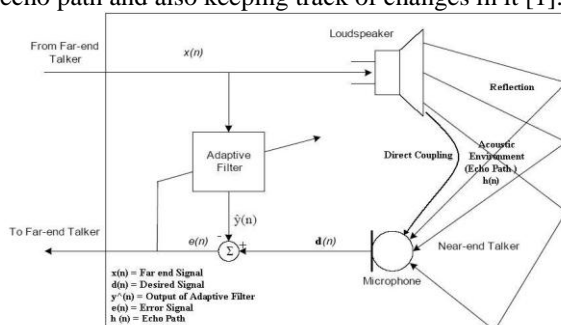 echo path and also keeping track of changes in it [1].
Loudspeaker
From Far-end
Talker
x(n)
Reflection
Adaptive
Filter
Direct Coupling
Acoustic
Environment
(Echo Path )
h(n)
ŷ(n)
To Far-end Talker
e(n)
-
+
Σ
d(n)
Near-end Talker
Microphone
x(n) = Far end Signal
d(n) = Desired Signal
y^(n) = Output of Adaptive Filter
e(n) = Error Signal
h (n) = Echo Path